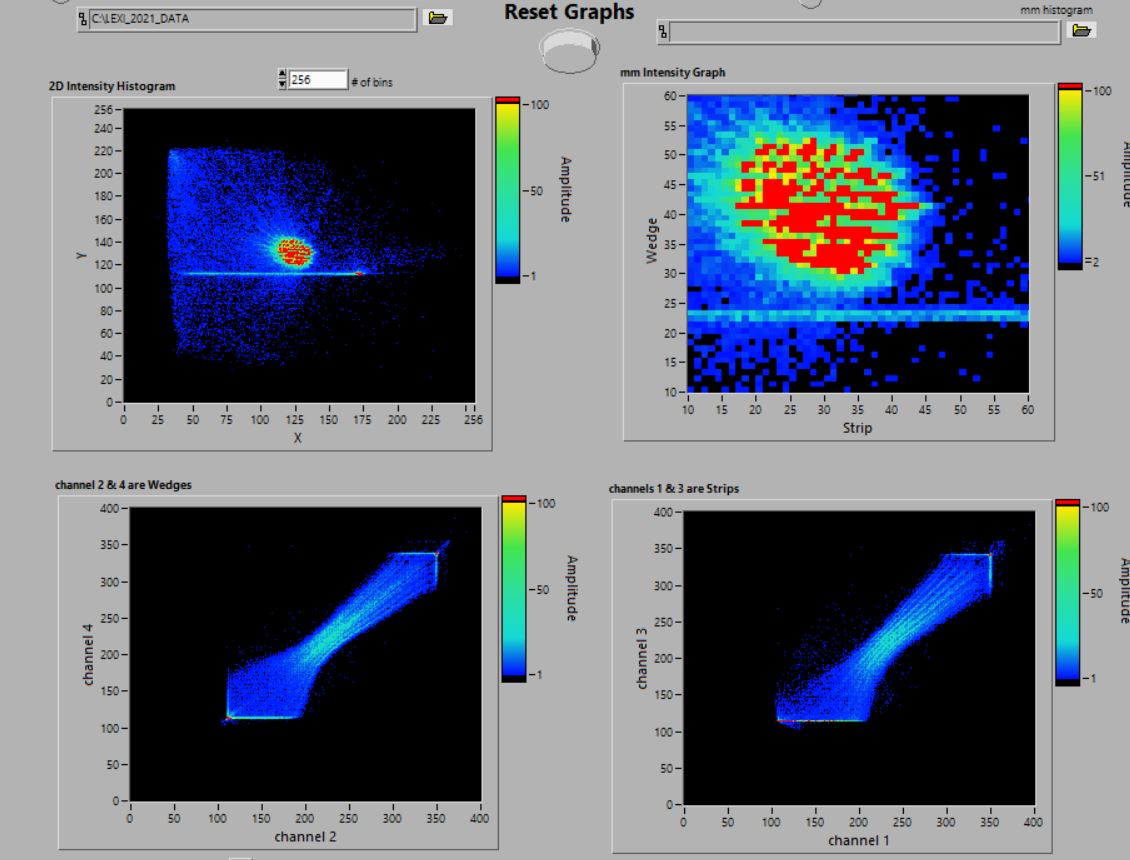 Reset Graphs
mm histogram
C:\LEXI_2021_DATA
256
# of bins
2D Intensity Histogram
256
240
220
200
180
160
140
120
100
80
60
40
20
0
Y
0 25 50 75 100 125 150 175 200 225 256
X
100
50
1
Amplitude
mm Intensity Graph
60
55
50
45
40
35
30
25
20
15
10
Wedge
10 15 20 25 30 35 40 45 50 55 60
Strip
100
51
2
Amplitude
channel 2 & 4 are Wedges
400
350
300
250
200
150
100
50
0
channel 4
0 50 100 150 200 250 300 350 400
channel 2
100
50
1
Amplitude
channels 1 & 3 are Strips
400
350
300
250
200
150
100
50
0
channel 3
0 50 100 150 200 250 300 350 400
channel 1
100
50
1
Amplitude